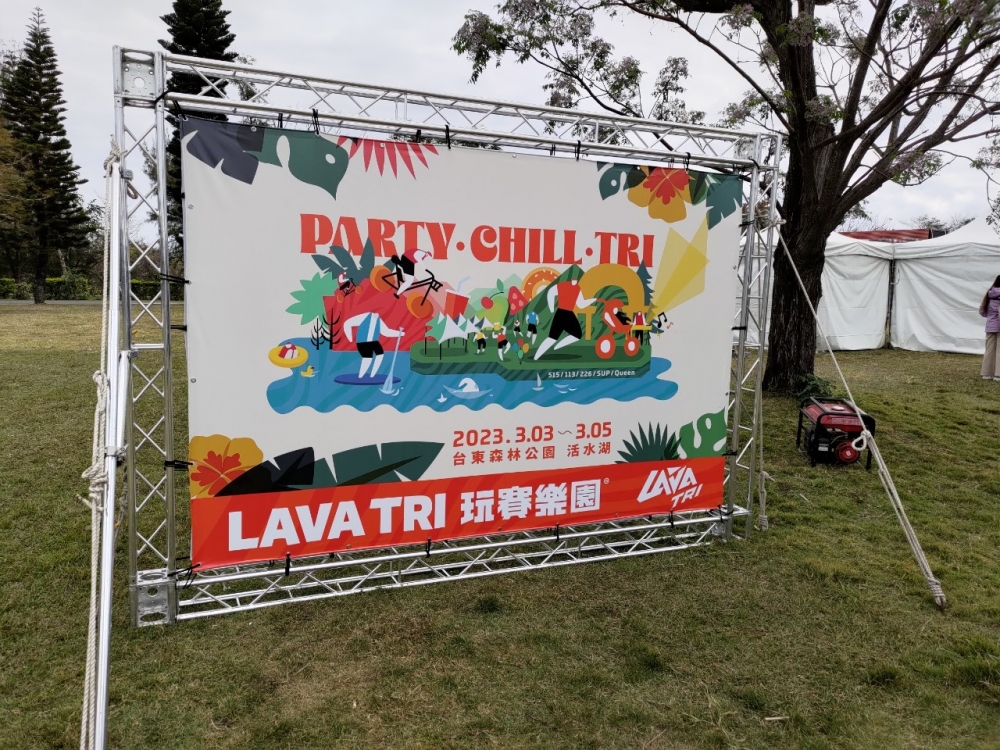 PARTY·CHILL·TRI
515/113/226/SUP/Queen
2023.3.03～3.05
台東森林公園 活水湖
LAVA TRI 玩賽樂園®
LAVA
TRI